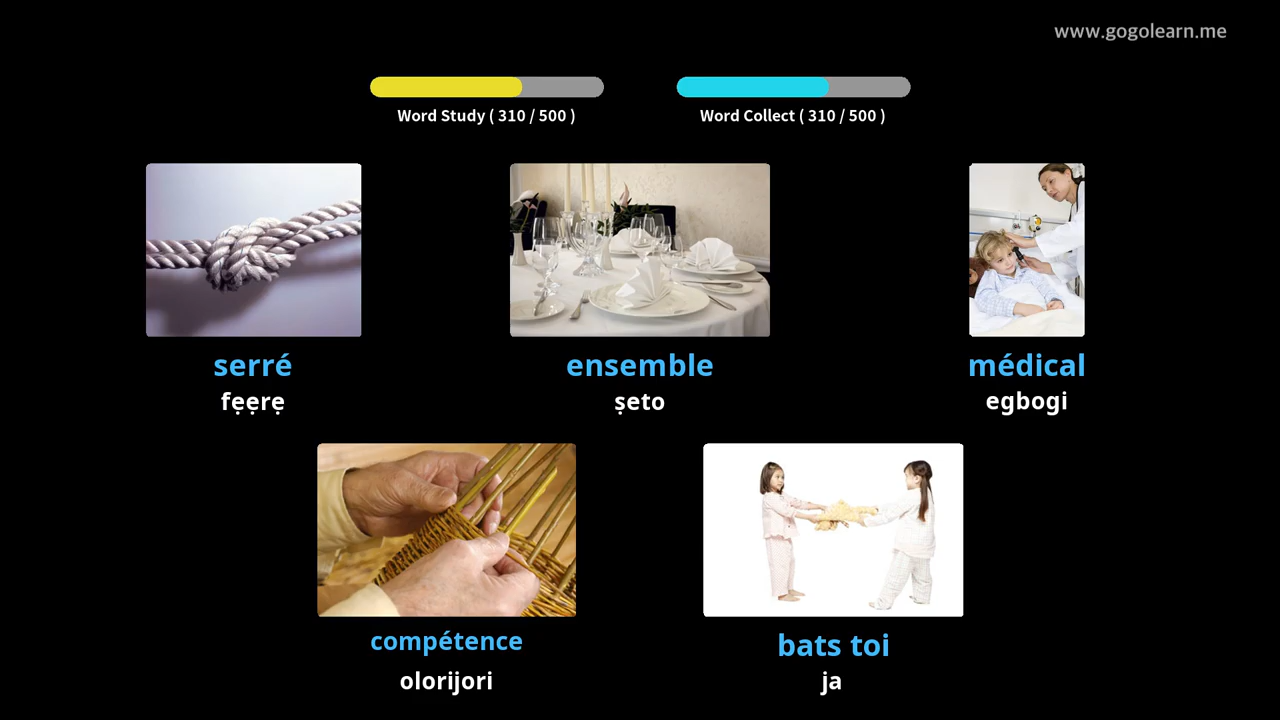 www.gogolearn.me
Word Study ( 310 / 500 )
Word Collect ( 310 / 500 )
serré
fẹẹrẹ
ensemble
ṣeto
médical
egbogi
compétence
olorijori
bats toi
ja